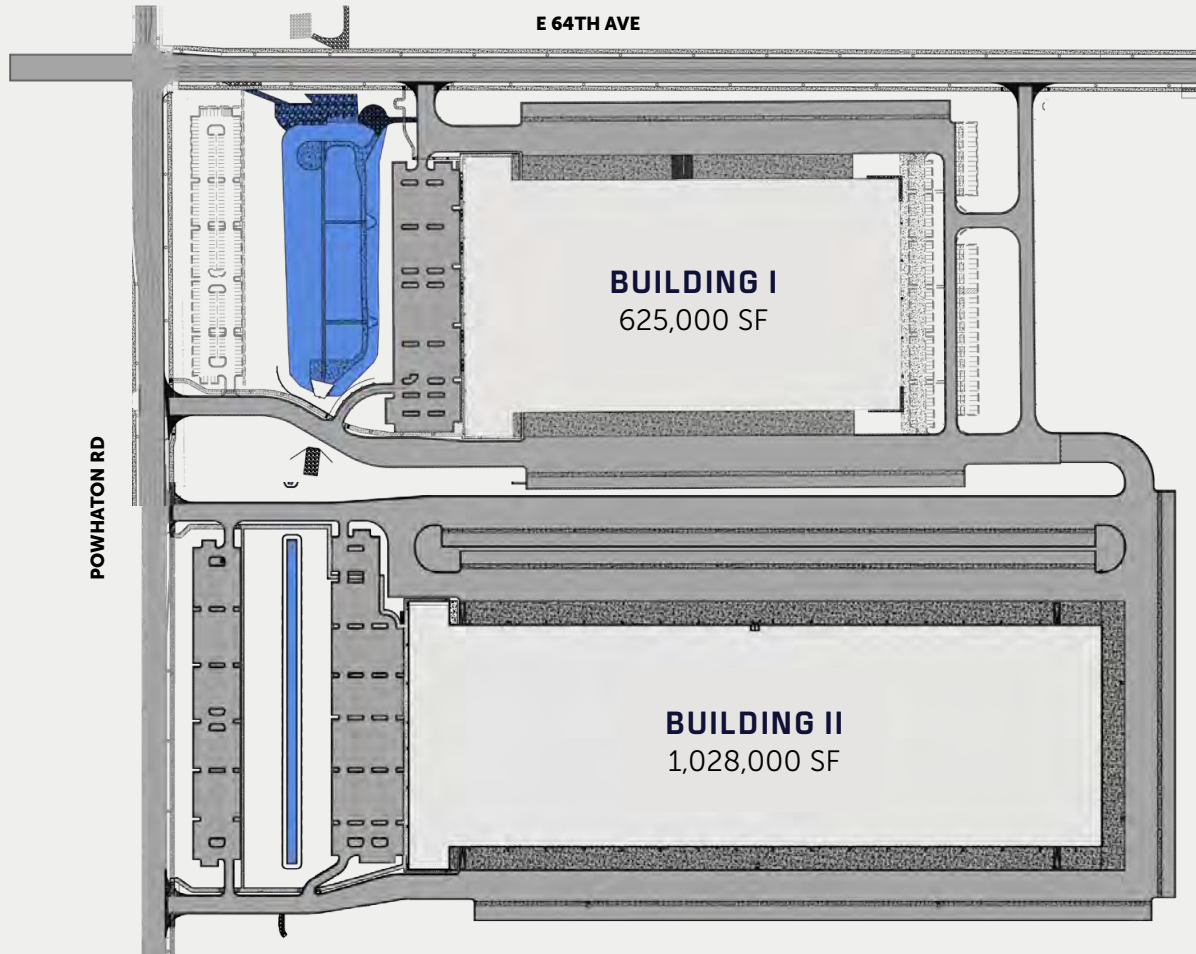 E 64TH AVE
BUILDING I
625,000 SF
POWHATON RD
BUILDING II
1,028,000 SF